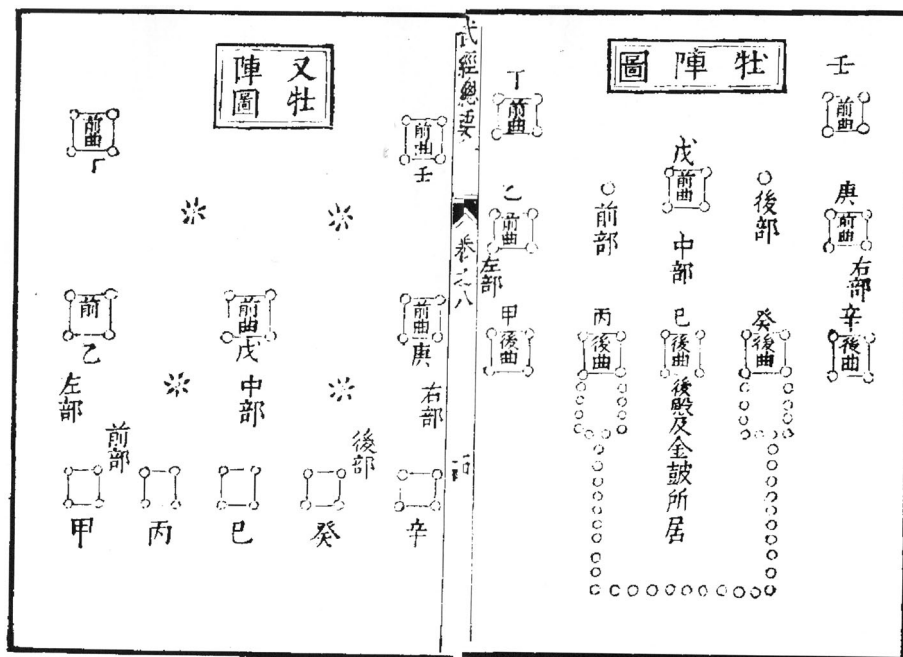 牡陣圖
壬
前曲
庚
前曲
右部
辛
後曲
後部
癸
後曲
戊
前曲
中部
巳
後曲
後殿及金鼓所居
前部
丙
後曲
丁
前曲
乙
前曲
左部
甲
後曲
武經總要
卷之八
又牡陣圖
前曲
壬
前曲
庚
右部
後部
辛
癸
前曲
戊
中部
巳
前曲
丁
前
乙
左部
前部
丙
甲